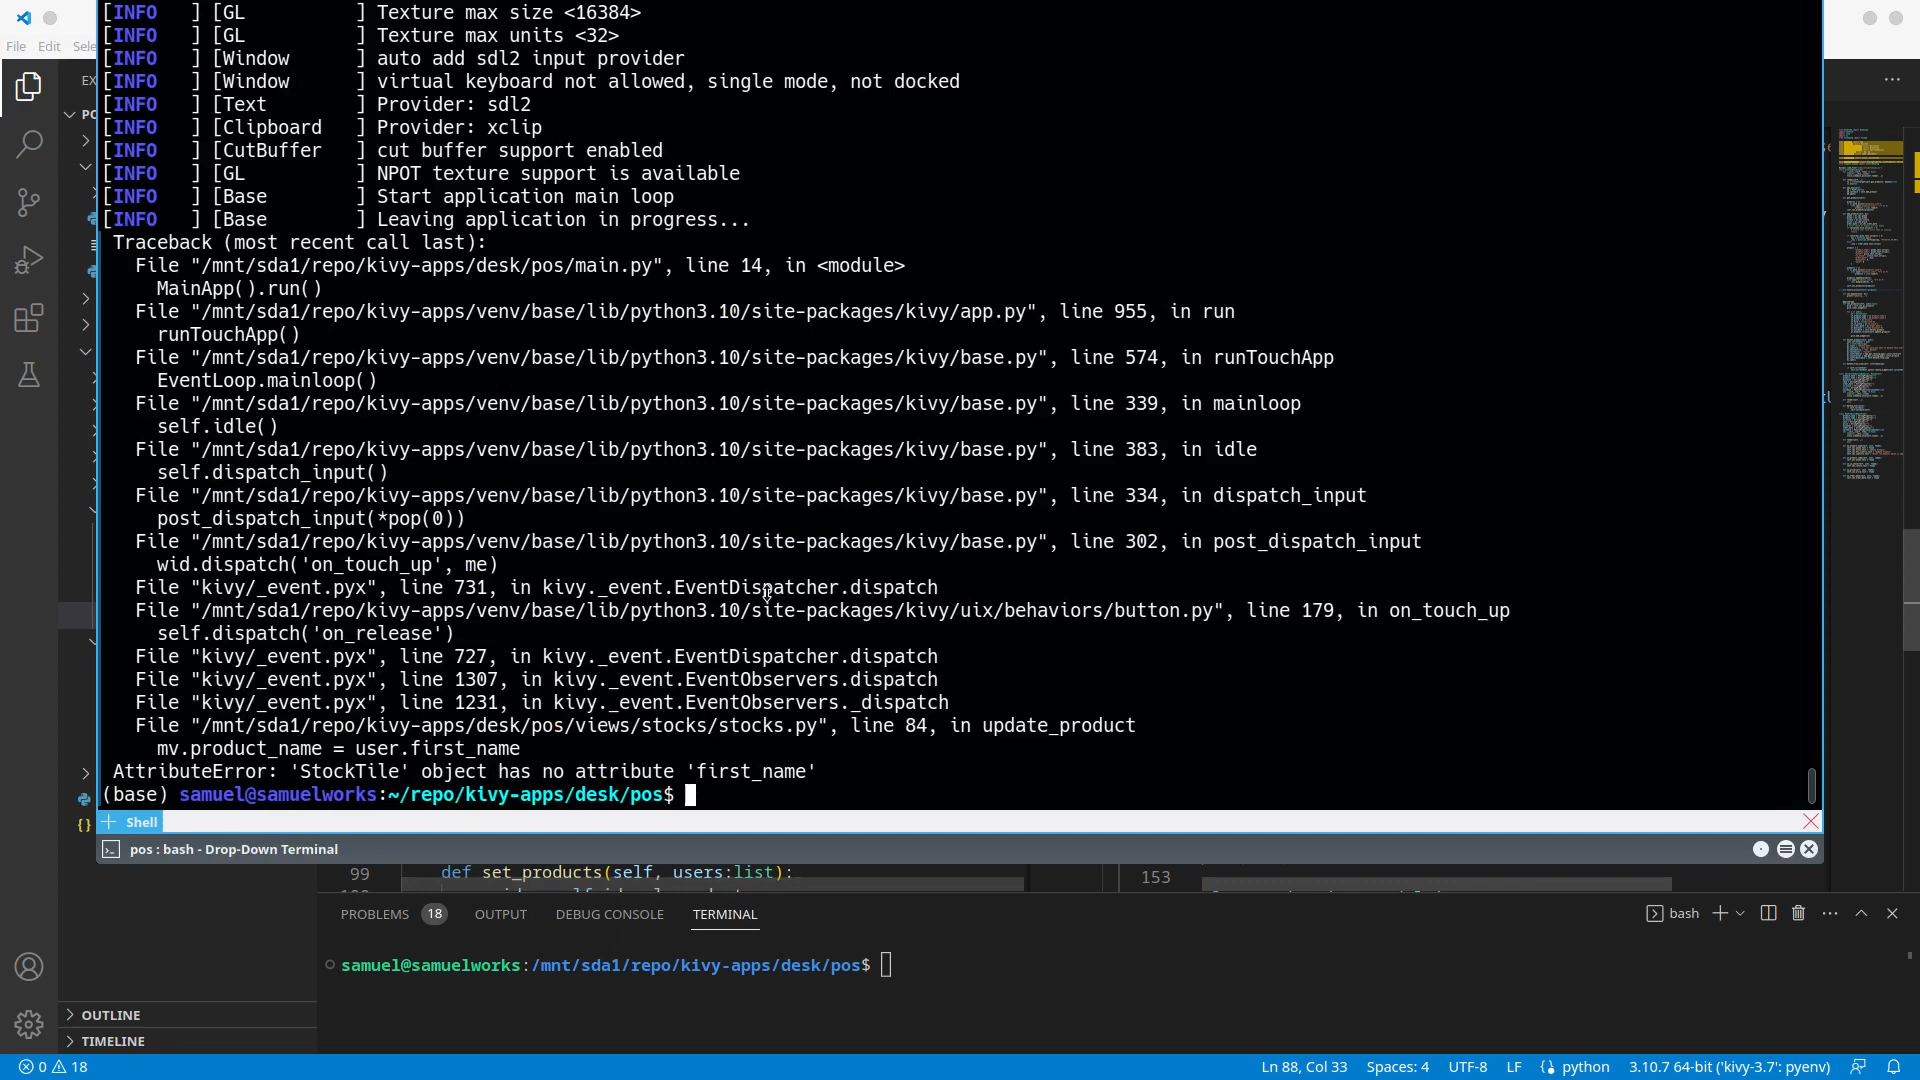 File Edit Sele
[INFO   ] [GL          ] Texture max size <16384>
[INFO   ] [GL          ] Texture max units <32>
[INFO   ] [Window      ] auto add sdl2 input provider
[INFO   ] [Window      ] virtual keyboard not allowed, single mode, not docked
[INFO   ] [Text        ] Provider: sdl2
[INFO   ] [Clipboard   ] Provider: xclip
[INFO   ] [CutBuffer   ] cut buffer support enabled
[INFO   ] [GL          ] NPOT texture support is available
[INFO   ] [Base        ] Start application main loop
[INFO   ] [Base        ] Leaving application in progress...
Traceback (most recent call last):
File "/mnt/sda1/repo/kivy-apps/desk/pos/main.py", line 14, in <module>
MainApp().run()
File "/mnt/sda1/repo/kivy-apps/venv/base/lib/python3.10/site-packages/kivy/app.py", line 955, in run
runTouchApp()
File "/mnt/sda1/repo/kivy-apps/venv/base/lib/python3.10/site-packages/kivy/base.py", line 574, in runTouchApp
EventLoop.mainloop()
File "/mnt/sda1/repo/kivy-apps/venv/base/lib/python3.10/site-packages/kivy/base.py", line 339, in mainloop
self.idle()
File "/mnt/sda1/repo/kivy-apps/venv/base/lib/python3.10/site-packages/kivy/base.py", line 383, in idle
self.dispatch_input()
File "/mnt/sda1/repo/kivy-apps/venv/base/lib/python3.10/site-packages/kivy/base.py", line 334, in dispatch_input
post_dispatch_input(*pop(0))
File "/mnt/sda1/repo/kivy-apps/venv/base/lib/python3.10/site-packages/kivy/base.py", line 302, in post_dispatch_input
wid.dispatch('on_touch_up', me)
File "kivy/_event.pyx", line 731, in kivy._event.EventDispatcher.dispatch
File "/mnt/sda1/repo/kivy-apps/venv/base/lib/python3.10/site-packages/kivy/uix/behaviors/button.py", line 179, in on_touch_up
self.dispatch('on_release')
File "kivy/_event.pyx", line 727, in kivy._event.EventDispatcher.dispatch
File "kivy/_event.pyx", line 1307, in kivy._event.EventObservers.dispatch
File "kivy/_event.pyx", line 1231, in kivy._event.EventObservers._dispatch
File "/mnt/sda1/repo/kivy-apps/desk/pos/views/stocks/stocks.py", line 84, in update_product
mv.product_name = user.first_name
AttributeError: 'StockTile' object has no attribute 'first_name'
(base) samuel@samuelworks:~/repo/kivy-apps/desk/pos$
Shell
pos : bash - Drop-Down Terminal
EX
PO
99 def set_products(self, users:list):
153
PROBLEMS 18 OUTPUT DEBUG CONSOLE TERMINAL
bash
samuel@samuelworks:/mnt/sda1/repo/kivy-apps/desk/pos$
OUTLINE
TIMELINE
0 18
Ln 88, Col 33 Spaces: 4 UTF-8 LF python 3.10.7 64-bit ('kivy-3.7': pyenv)